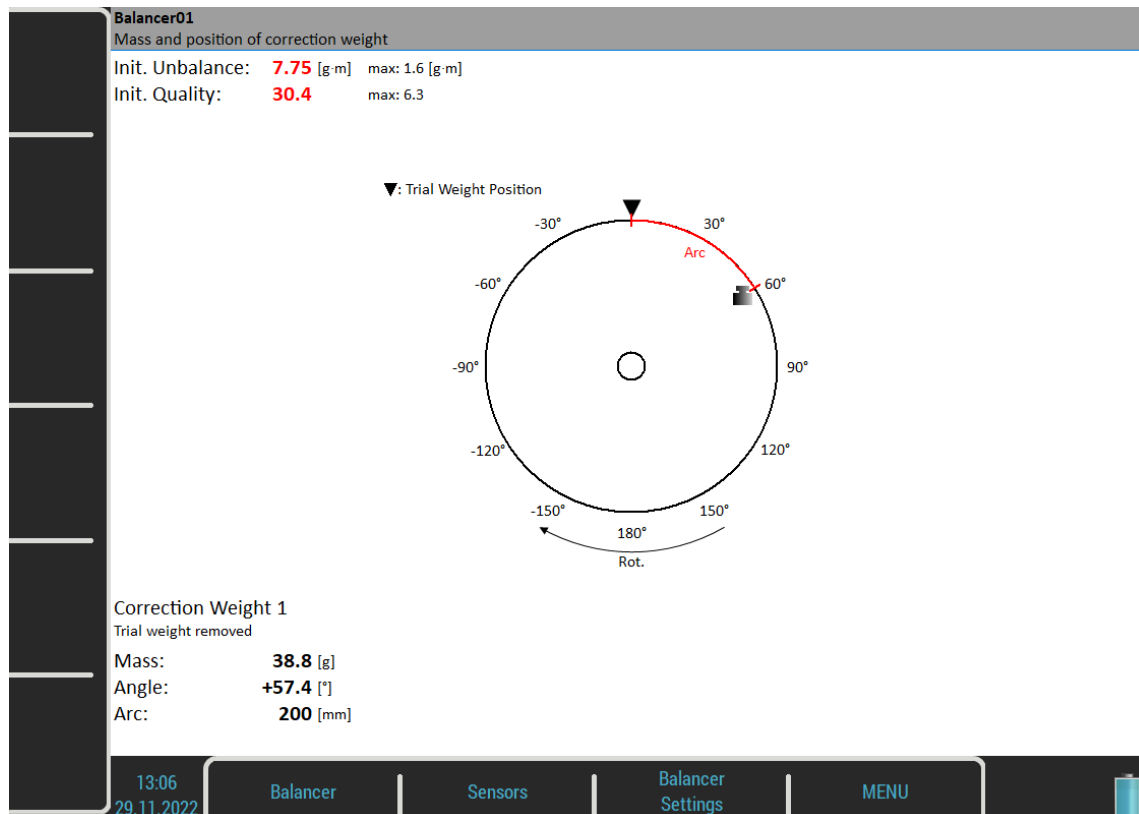 Balancer01
Mass and position of correction weight
Init. Unbalance: 7.75 [g·m] max: 1.6 [g·m]
Init. Quality: 30.4 max: 6.3
▼: Trial Weight Position
-30° 30°
Arc
-60° 60°
-90° 90°
-120° 120°
-150° 150°
180°
Rot.
Correction Weight 1
Trial weight removed
Mass: 38.8 [g]
Angle: +57.4 [°]
Arc: 200 [mm]
13:06
29.11.2022
Balancer
Sensors
Balancer
Settings
MENU